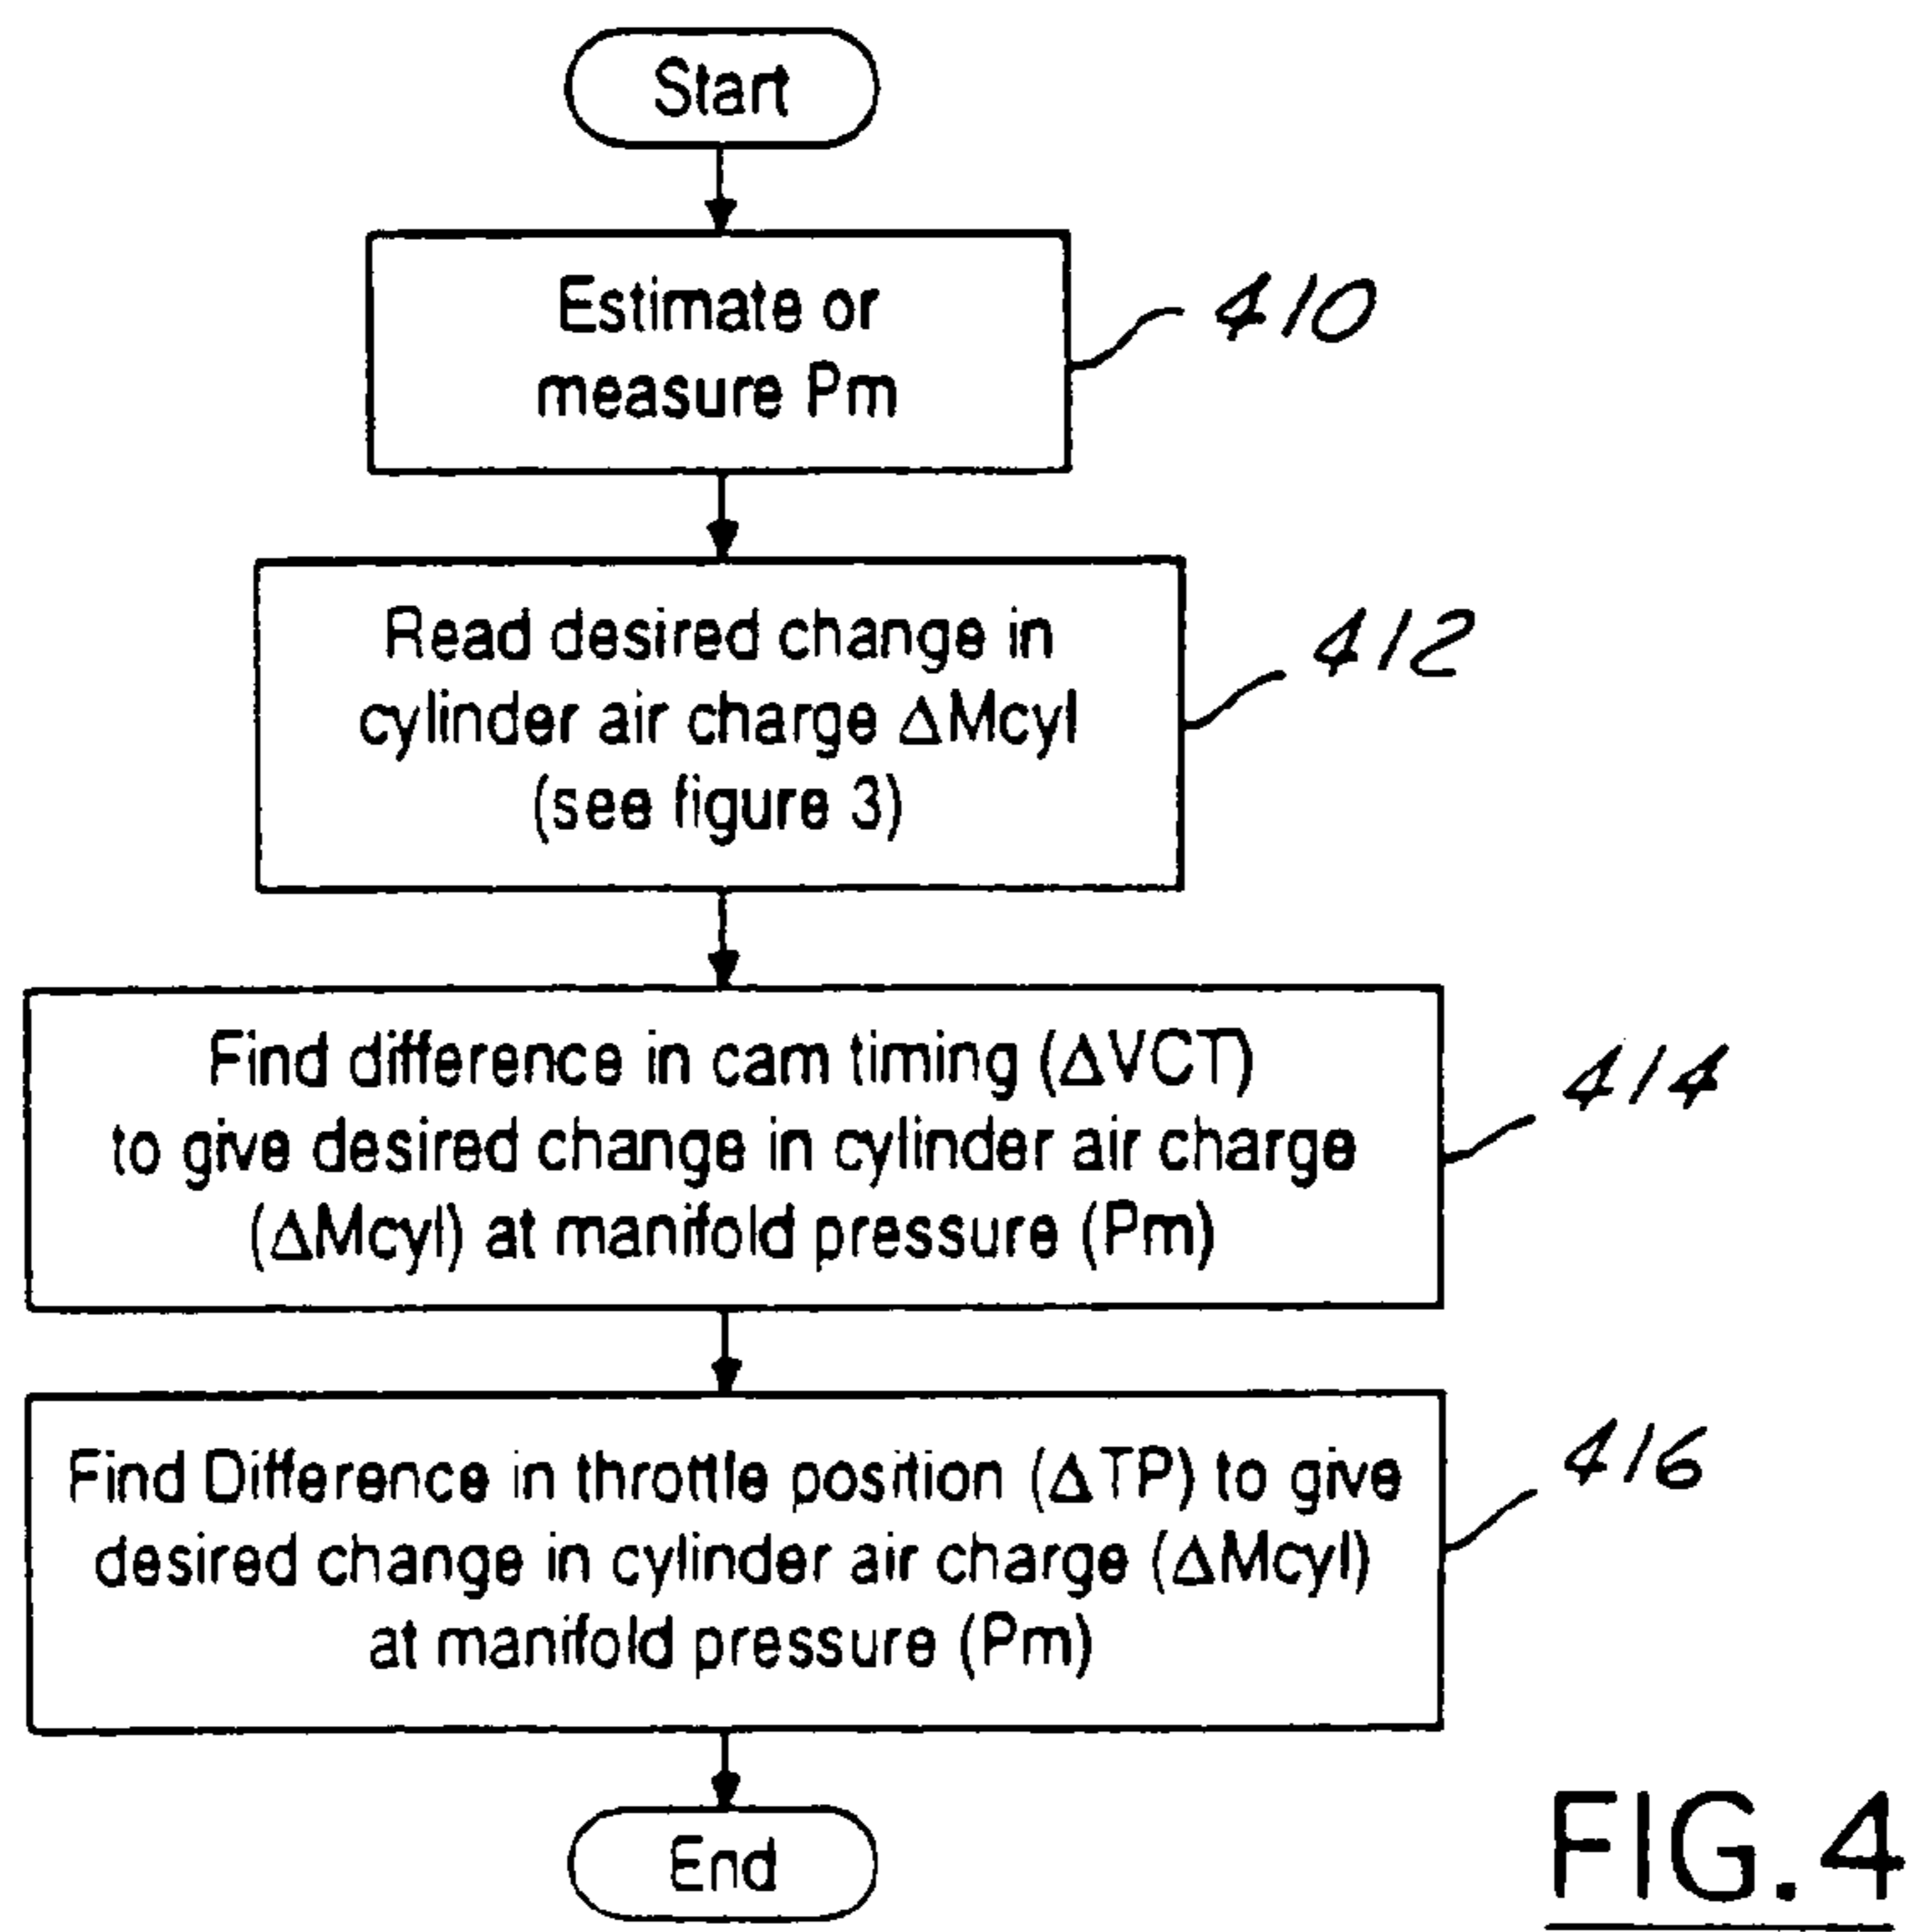 Start
Estimate or
measure Pm
410
Read desired change in
cylinder air charge ΔMcyl
(see figure 3)
412
Find difference in cam timing (ΔVCT)
to give desired change in cylinder air charge
(ΔMcyl) at manifold pressure (Pm)
414
Find Difference in throttle position (ΔTP) to give
desired change in cylinder air charge (ΔMcyl)
at manifold pressure (Pm)
416
End
FIG. 4